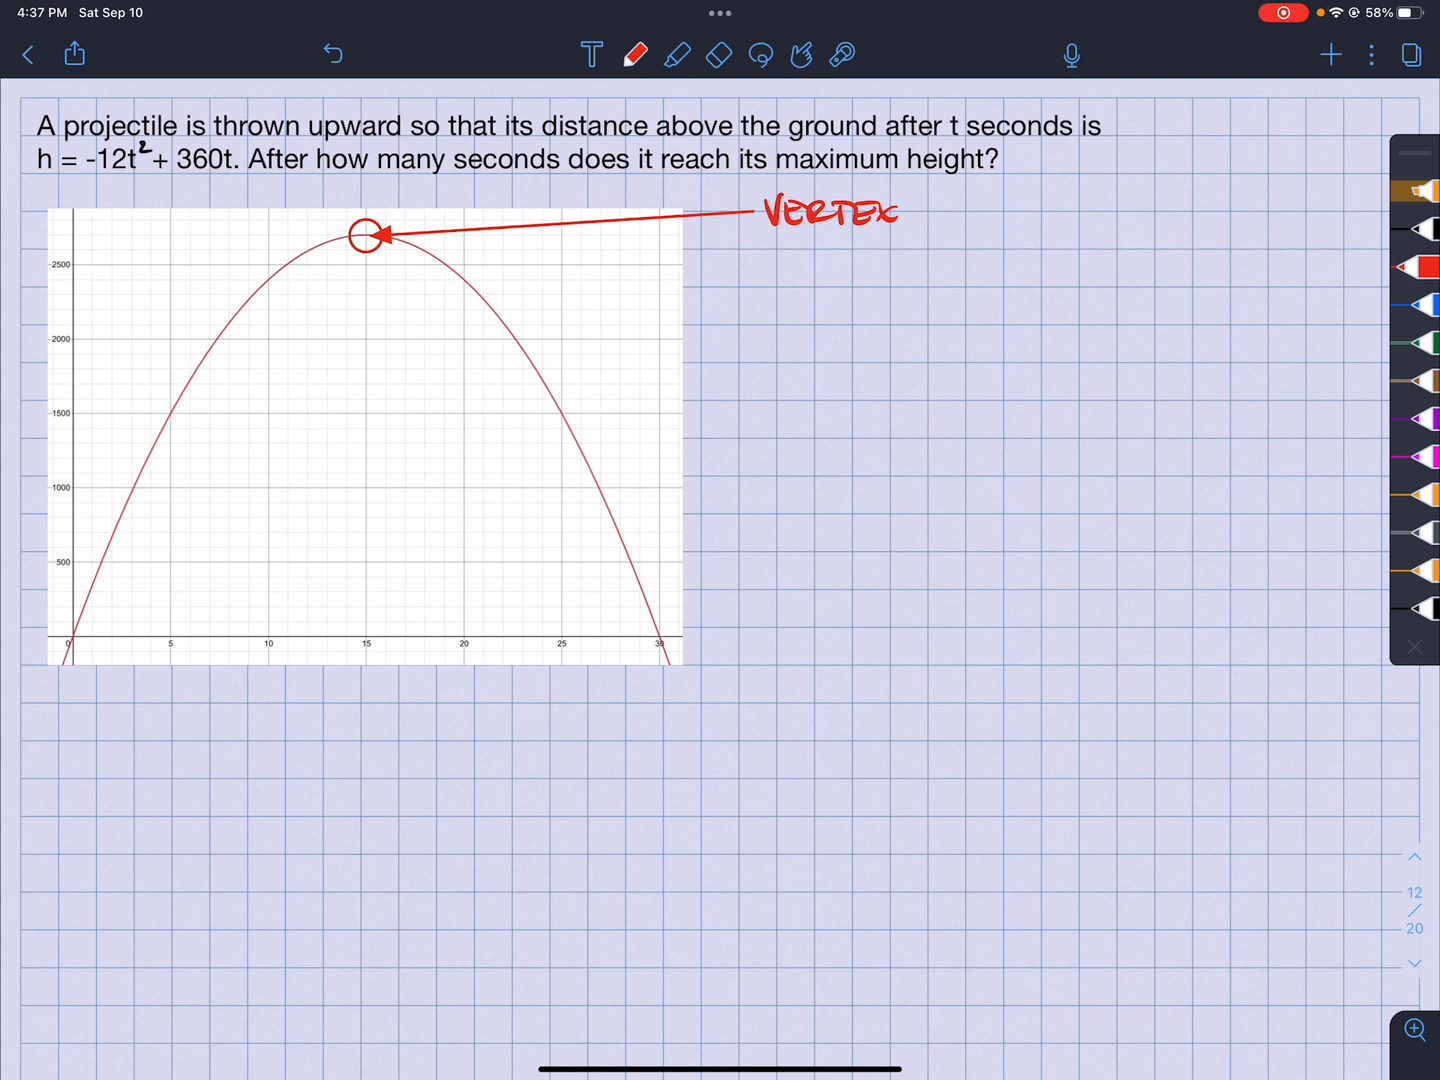 4:37 PM Sat Sep 10
58%
A projectile is thrown upward so that its distance above the ground after t seconds is
h = -12t² + 360t. After how many seconds does it reach its maximum height?
VERTEX
2500
2000
1500
1000
500
0 5 10 15 20 25 30
12
/
20